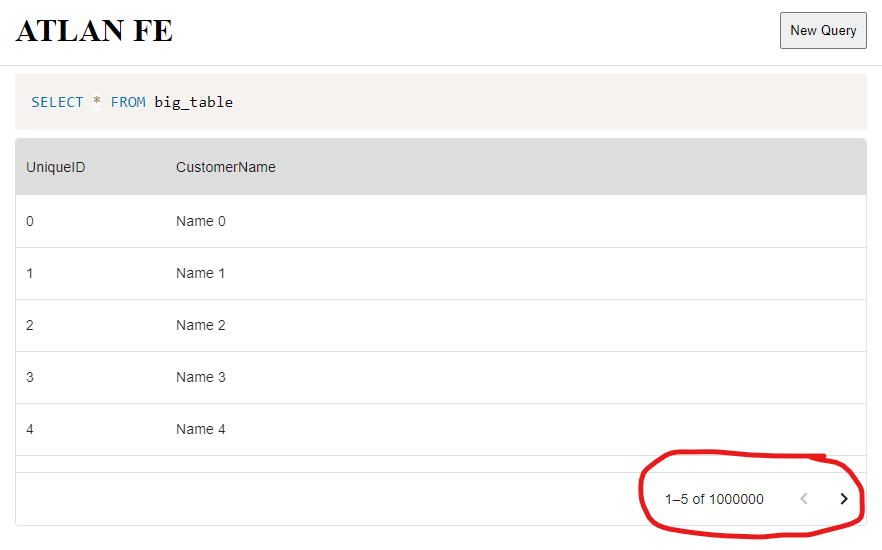 ATLAN FE
New Query
SELECT * FROM big_table
UniqueID CustomerName
0 Name 0
1 Name 1
2 Name 2
3 Name 3
4 Name 4
1–5 of 1000000